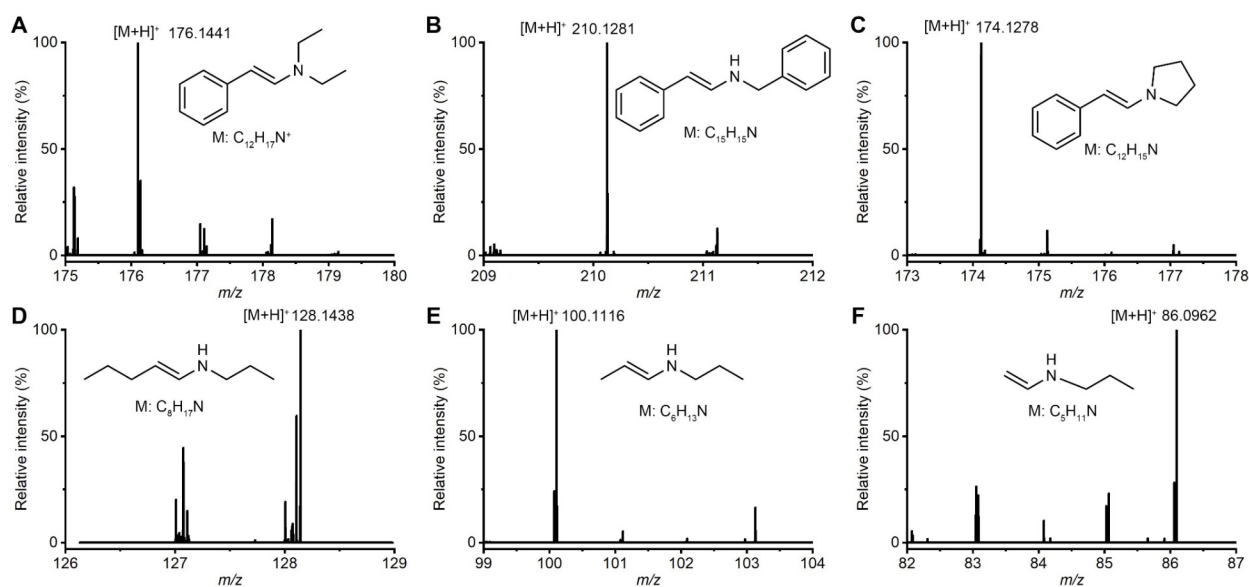 A
[M+H]⁺ 176.1441
Relative intensity (%)
100
50
0
N
M: C₁₂H₁₇N⁺
175 176 177 178 179 180
m/z
B
[M+H]⁺ 210.1281
Relative intensity (%)
100
50
0
H
N
M: C₁₅H₁₅N
209 210 211 212
m/z
C
[M+H]⁺ 174.1278
Relative intensity (%)
100
50
0
N
M: C₁₂H₁₅N
173 174 175 176 177 178
m/z
D
[M+H]⁺ 128.1438
Relative intensity (%)
100
50
0
H
N
M: C₈H₁₇N
126 127 128 129
m/z
E
[M+H]⁺ 100.1116
Relative intensity (%)
100
50
0
H
N
M: C₆H₁₃N
99 100 101 102 103 104
m/z
F
[M+H]⁺ 86.0962
Relative intensity (%)
100
50
0
H
N
M: C₅H₁₁N
82 83 84 85 86 87
m/z